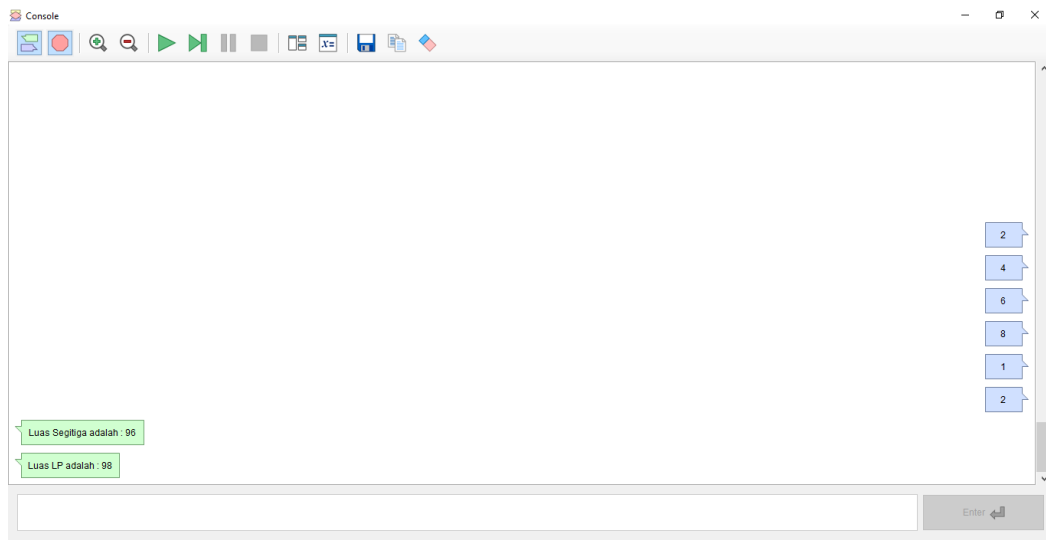 Console
x=
2
4
6
8
1
2
Luas Segitiga adalah : 96
Luas LP adalah : 98
Enter